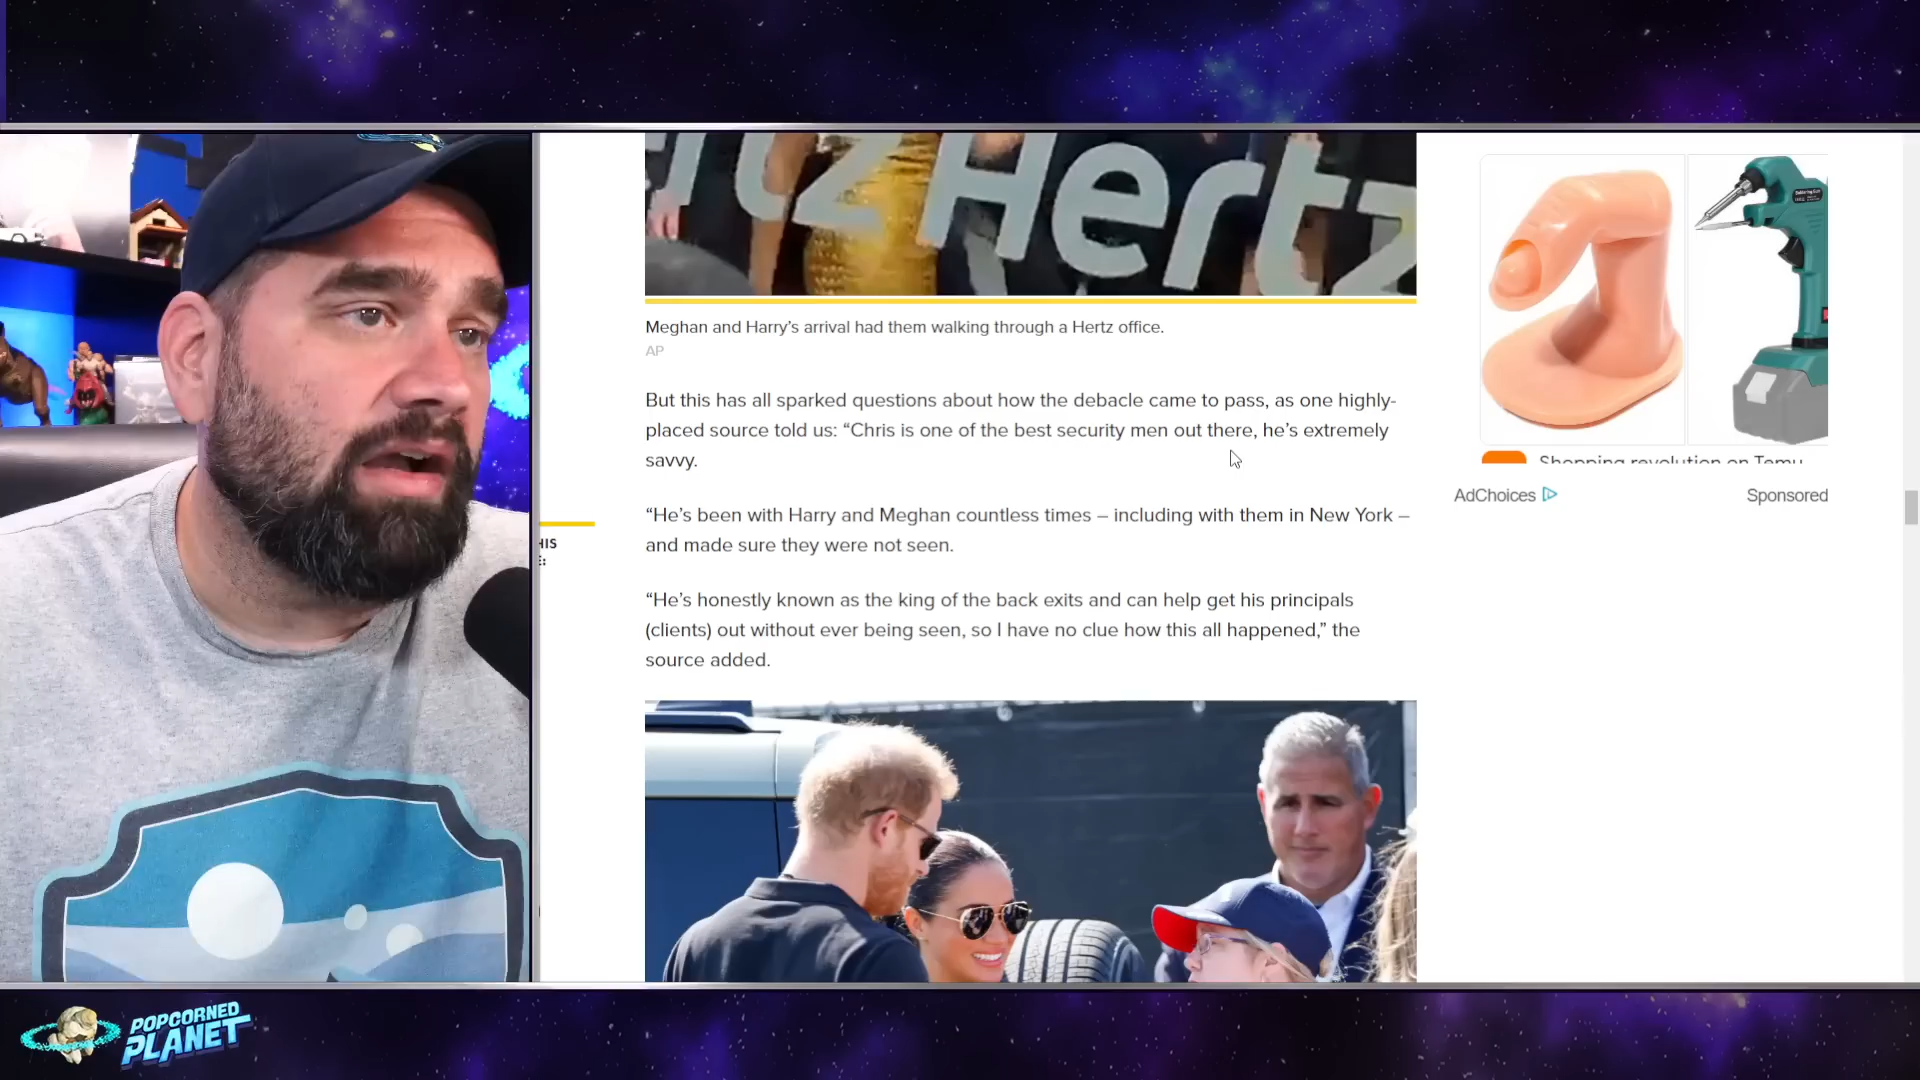 Hertz
Meghan and Harry’s arrival had them walking through a Hertz office.
AP
But this has all sparked questions about how the debacle came to pass, as one highly-
placed source told us: “Chris is one of the best security men out there, he’s extremely
savvy.
“He’s been with Harry and Meghan countless times – including with them in New York –
and made sure they were not seen.
“He’s honestly known as the king of the back exits and can help get his principals
(clients) out without ever being seen, so I have no clue how this all happened,” the
source added.
Shopping revolution on Temu
AdChoices
Sponsored
POPCORNED
PLANET